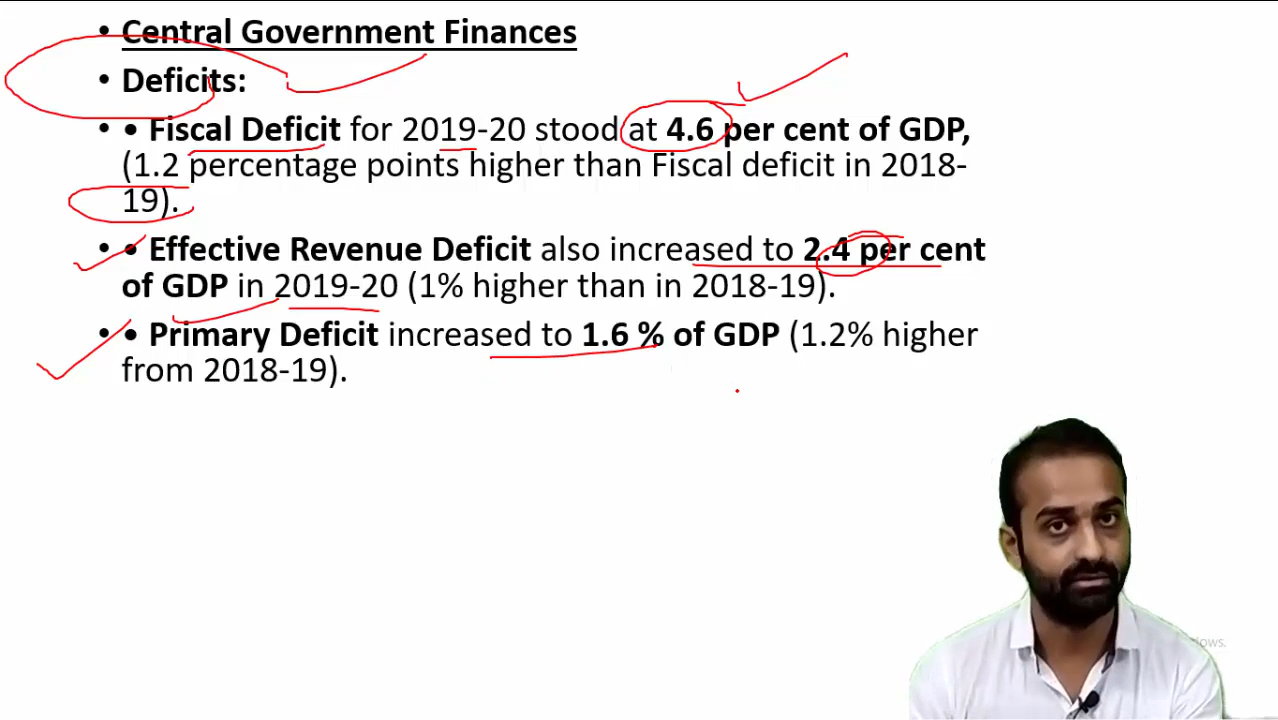 • Central Government Finances
• Deficits:
• • Fiscal Deficit for 2019-20 stood at 4.6 per cent of GDP,
(1.2 percentage points higher than Fiscal deficit in 2018-
19).
• • Effective Revenue Deficit also increased to 2.4 per cent
of GDP in 2019-20 (1% higher than in 2018-19).
• • Primary Deficit increased to 1.6 % of GDP (1.2% higher
from 2018-19).